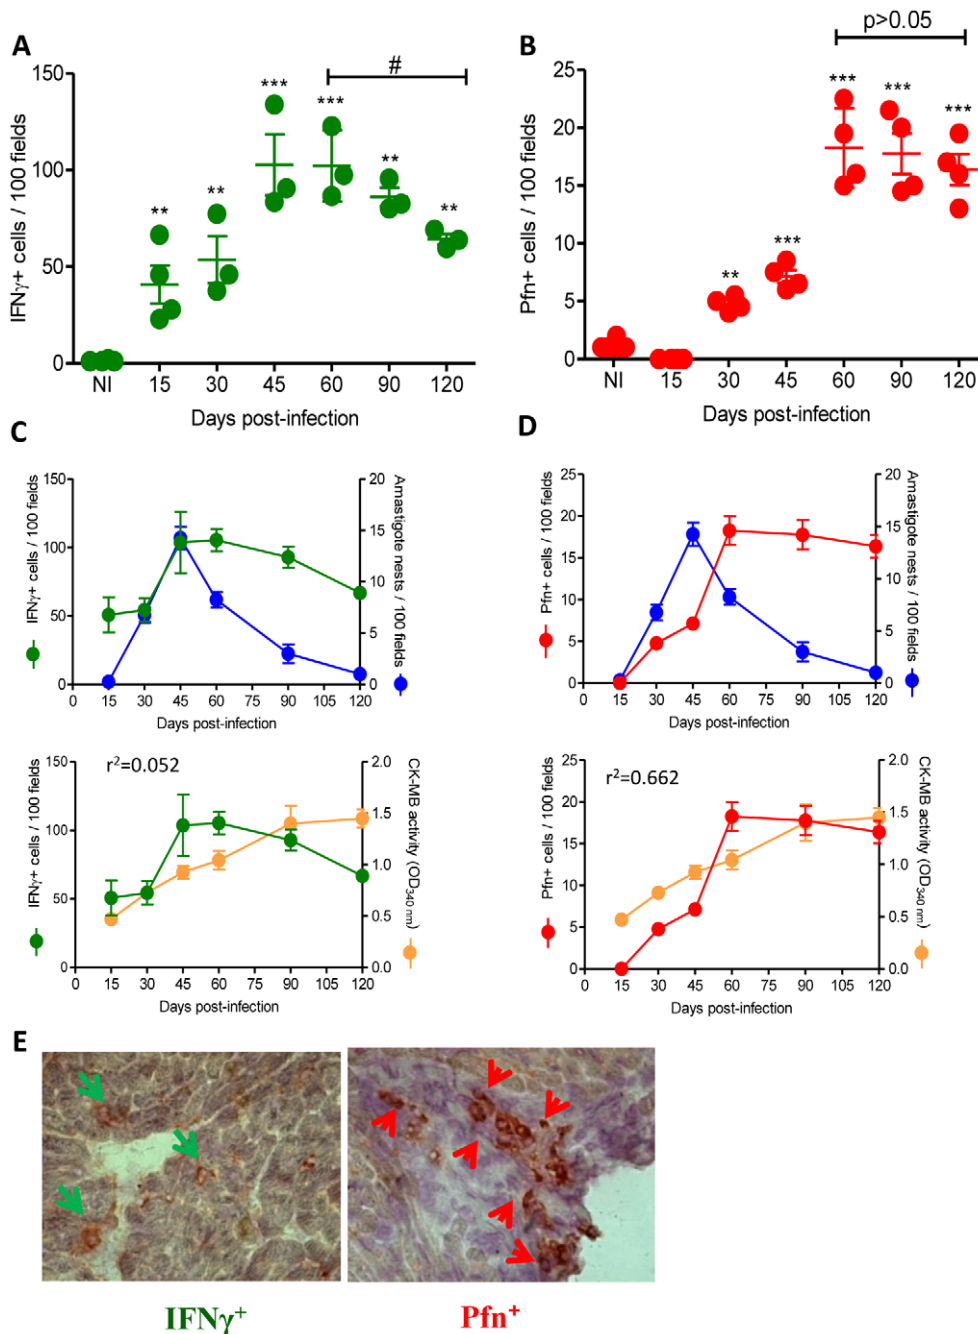 A
#
***
***
**
**
**
**
IFNγ+ cells / 100 fields
150
100
50
0
NI 15 30 45 60 90 120
Days post-infection
B
p>0.05
***
***
***
***
**
Pfn+ cells / 100 fields
25
20
15
10
5
0
NI 15 30 45 60 90 120
Days post-infection
C
IFNγ+ cells / 100 fields
150
100
50
0
20
15
10
5
0
Amastigote nests / 100 fields
0 15 30 45 60 75 90 105 120
Days post-infection
r²=0.052
IFNγ+ cells / 100 fields
150
100
50
0
2.0
1.5
1.0
0.5
0.0
CK-MB activity (OD340 nm)
0 15 30 45 60 75 90 105 120
Days post-infection
D
Pfn+ cells / 100 fields
25
20
15
10
5
0
20
15
10
5
0
Amastigote nests / 100 fields
0 15 30 45 60 75 90 105 120
Days post-infection
r²=0.662
Pfn+ cells / 100 fields
25
20
15
10
5
0
2.0
1.5
1.0
0.5
0.0
CK-MB activity (OD340 nm)
0 15 30 45 60 75 90 105 120
Days post-infection
E
IFNγ⁺
Pfn⁺